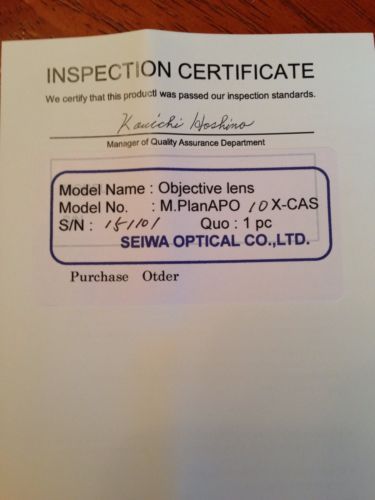 INSPECTION CERTIFICATE
We certify that this productl was passed our inspection standards.
Kouichi Hoshino
Manager of Quality Assurance Department
Model Name : Objective lens
Model No. : M.PlanAPO 10 X-CAS
S/N : 151101 Quo : 1 pc
SEIWA OPTICAL CO.,LTD.
Purchase Otder